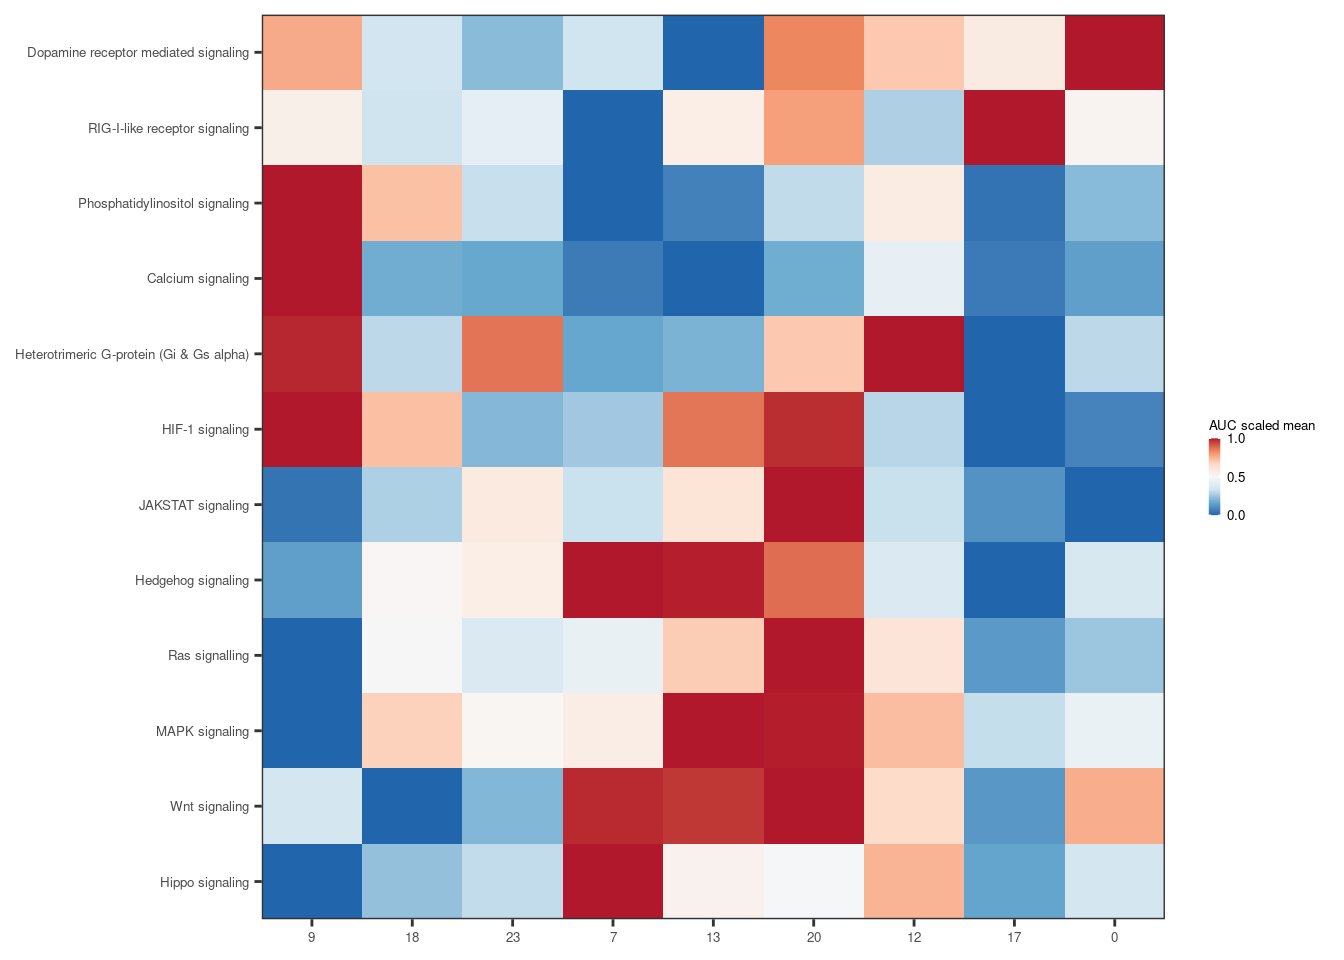 Dopamine receptor mediated signaling
RIG-I-like receptor signaling
Phosphatidylinositol signaling
Calcium signaling
Heterotrimeric G-protein (Gi & Gs alpha)
HIF-1 signaling
JAKSTAT signaling
Hedgehog signaling
Ras signalling
MAPK signaling
Wnt signaling
Hippo signaling
9 18 23 7 13 20 12 17 0
AUC scaled mean
1.0
0.5
0.0